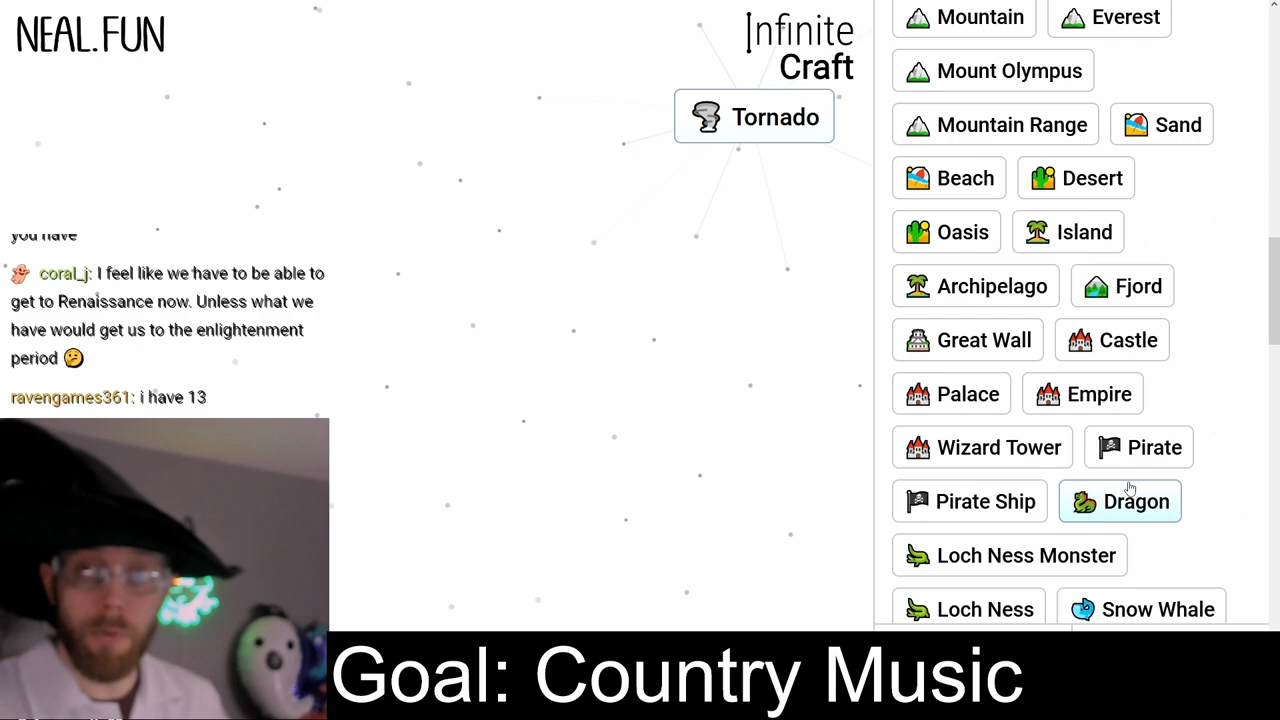 NEAL.FUN
Infinite
Craft
Tornado
you have
coral_j: I feel like we have to be able to
get to Renaissance now. Unless what we
have would get us to the enlightenment
period 🤔
ravengames361: i have 13
Mountain Everest
Mount Olympus
Mountain Range Sand
Beach Desert
Oasis Island
Archipelago Fjord
Great Wall Castle
Palace Empire
Wizard Tower Pirate
Pirate Ship Dragon
Loch Ness Monster
Loch Ness Snow Whale
Goal: Country Music